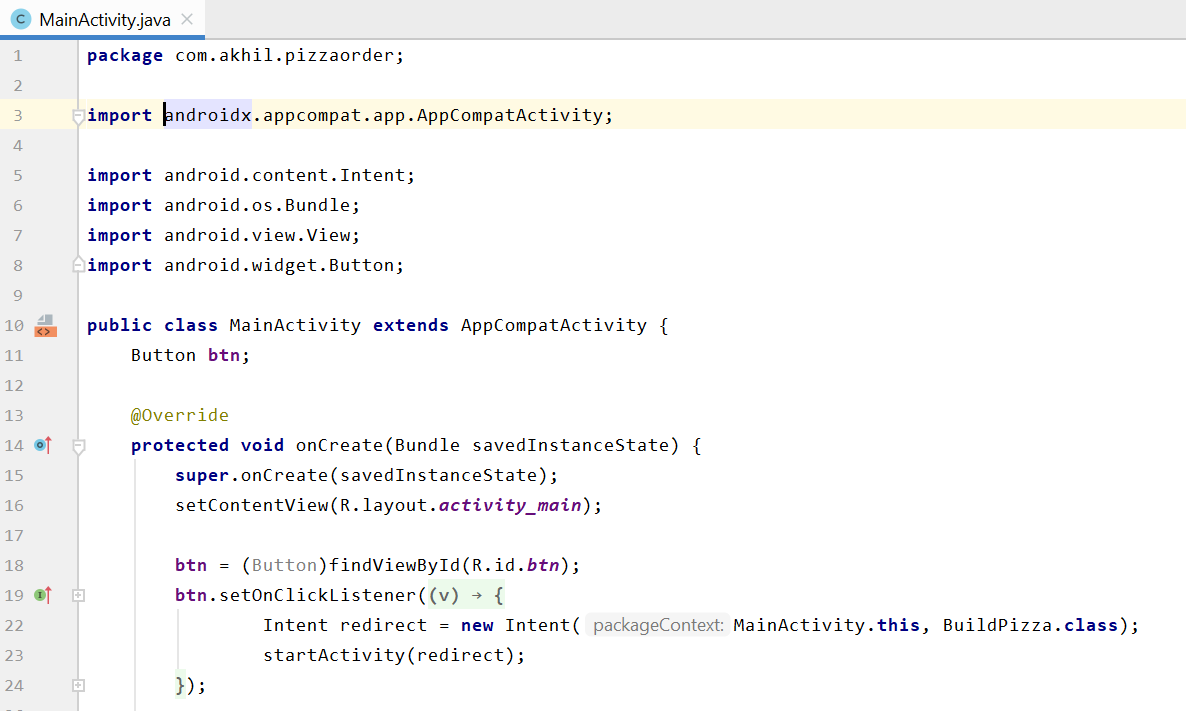 C MainActivity.java
1 package com.akhil.pizzaorder;
2
3 import androidx.appcompat.app.AppCompatActivity;
4
5 import android.content.Intent;
6 import android.os.Bundle;
7 import android.view.View;
8 import android.widget.Button;
9
10 public class MainActivity extends AppCompatActivity {
11 Button btn;
12
13 @Override
14 protected void onCreate(Bundle savedInstanceState) {
15 super.onCreate(savedInstanceState);
16 setContentView(R.layout.activity_main);
17
18 btn = (Button)findViewById(R.id.btn);
19 btn.setOnClickListener((v) → {
22 Intent redirect = new Intent( packageContext: MainActivity.this, BuildPizza.class);
23 startActivity(redirect);
24 });